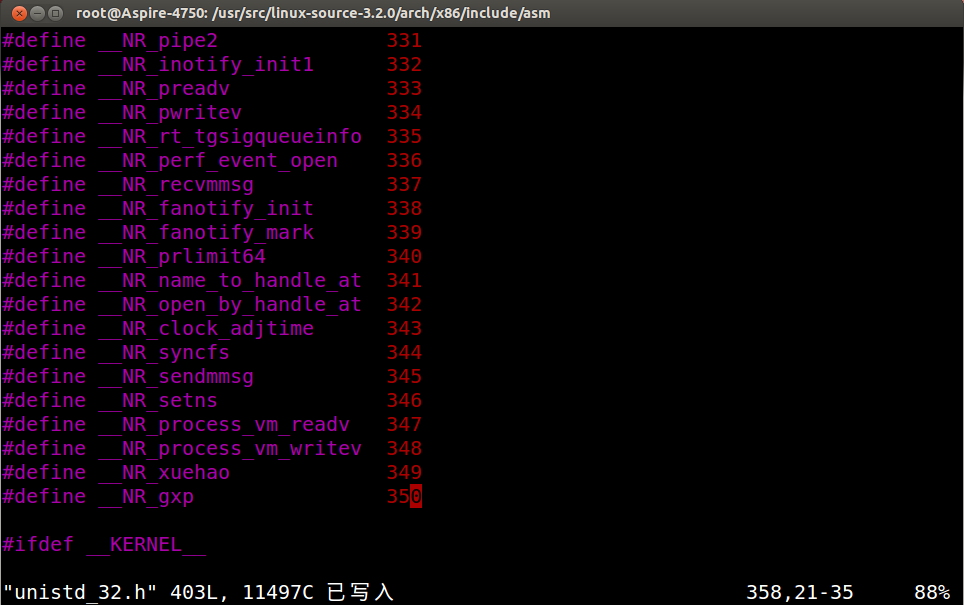 root@Aspire-4750: /usr/src/linux-source-3.2.0/arch/x86/include/asm
#define __NR_pipe2 331
#define __NR_inotify_init1 332
#define __NR_preadv 333
#define __NR_pwritev 334
#define __NR_rt_tgsigqueueinfo 335
#define __NR_perf_event_open 336
#define __NR_recvmmsg 337
#define __NR_fanotify_init 338
#define __NR_fanotify_mark 339
#define __NR_prlimit64 340
#define __NR_name_to_handle_at 341
#define __NR_open_by_handle_at 342
#define __NR_clock_adjtime 343
#define __NR_syncfs 344
#define __NR_sendmmsg 345
#define __NR_setns 346
#define __NR_process_vm_readv 347
#define __NR_process_vm_writev 348
#define __NR_xuehao 349
#define __NR_gxp 350
#ifdef __KERNEL__
"unistd_32.h" 403L, 11497C 已写入 358,21-35 88%